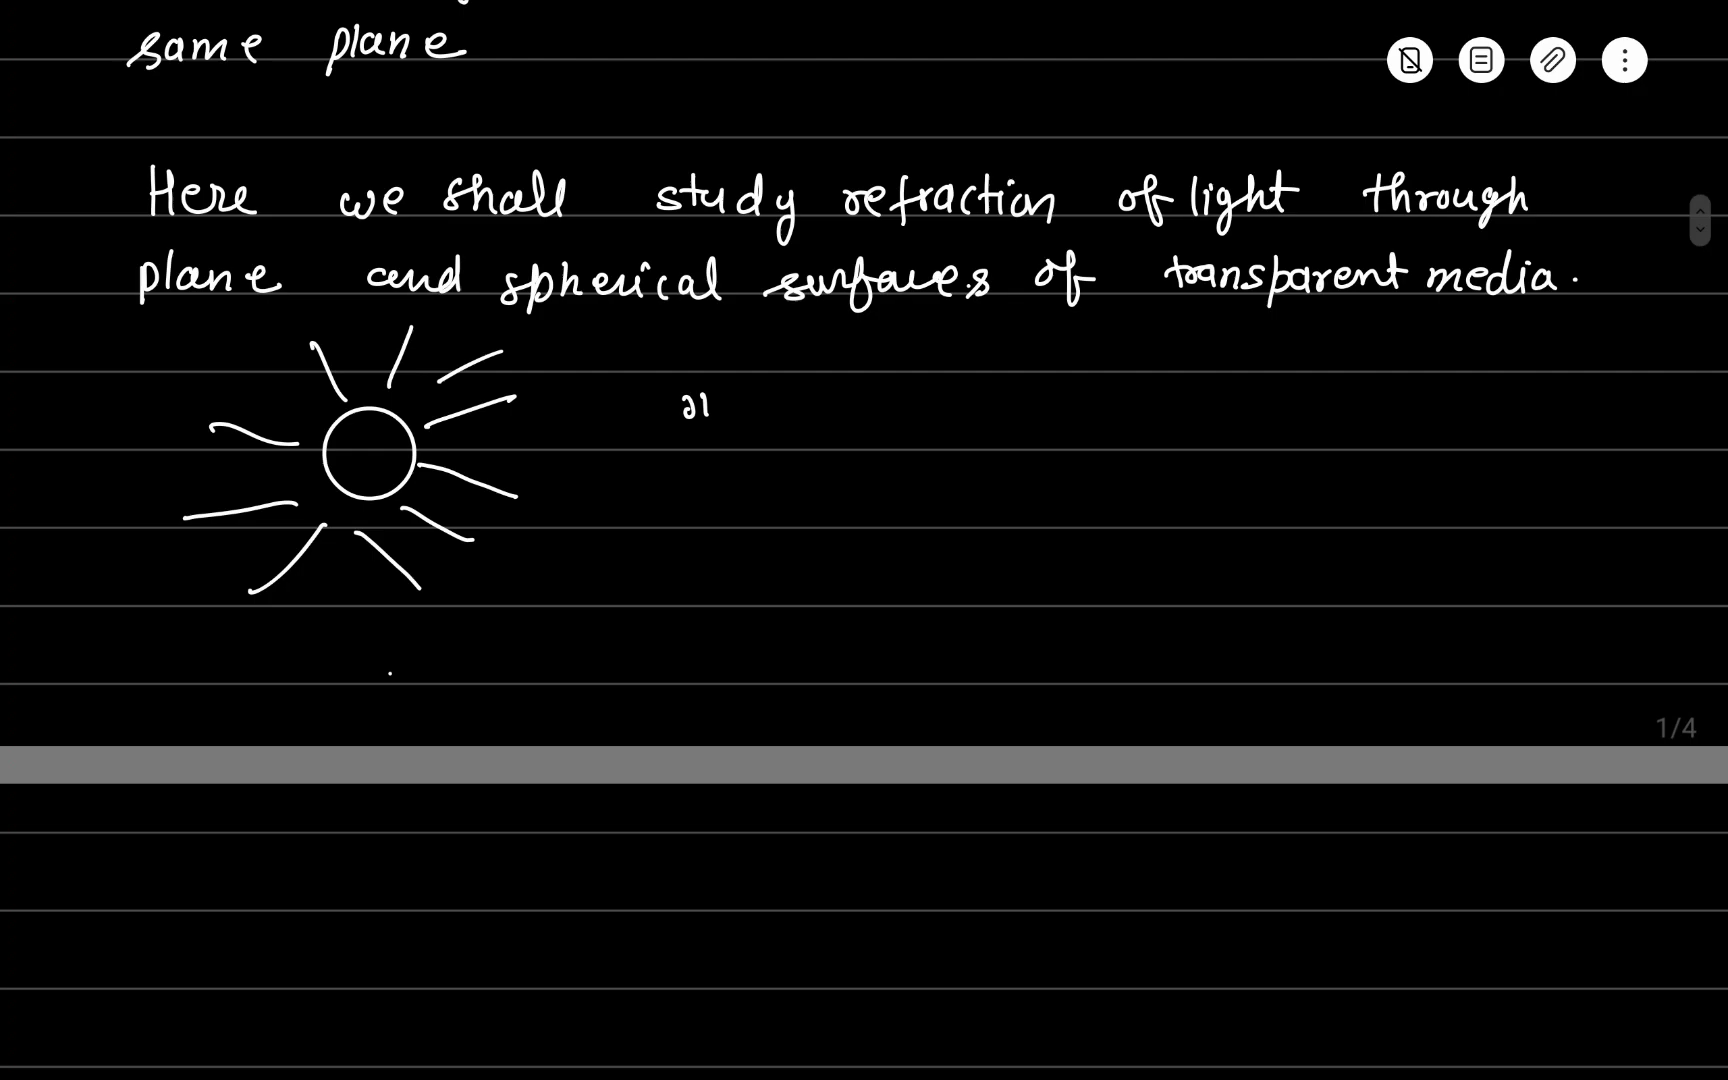 same plane
Here we shall study refraction of light through
plane and spherical surfaces of transparent media.
1/4